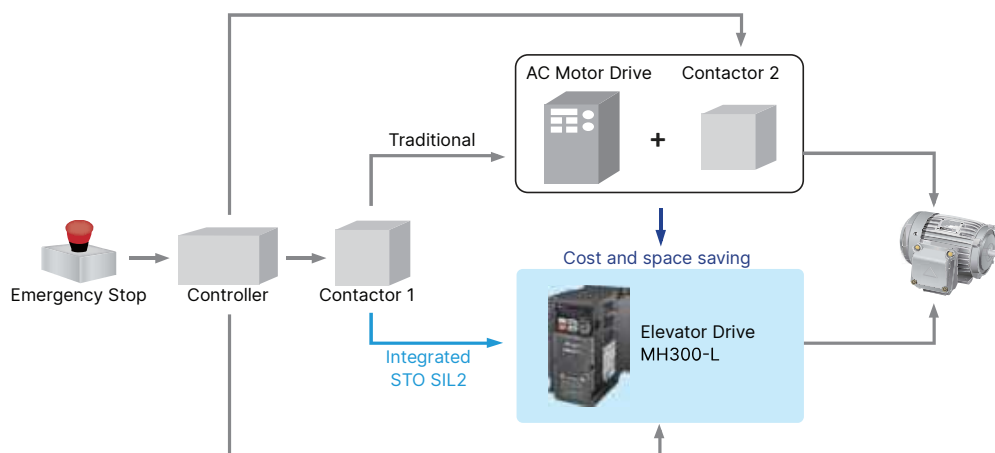 AC Motor Drive
Contactor 2
Traditional
+
Cost and space saving
Emergency Stop
Controller
Contactor 1
Elevator Drive
MH300-L
Integrated
STO SIL2